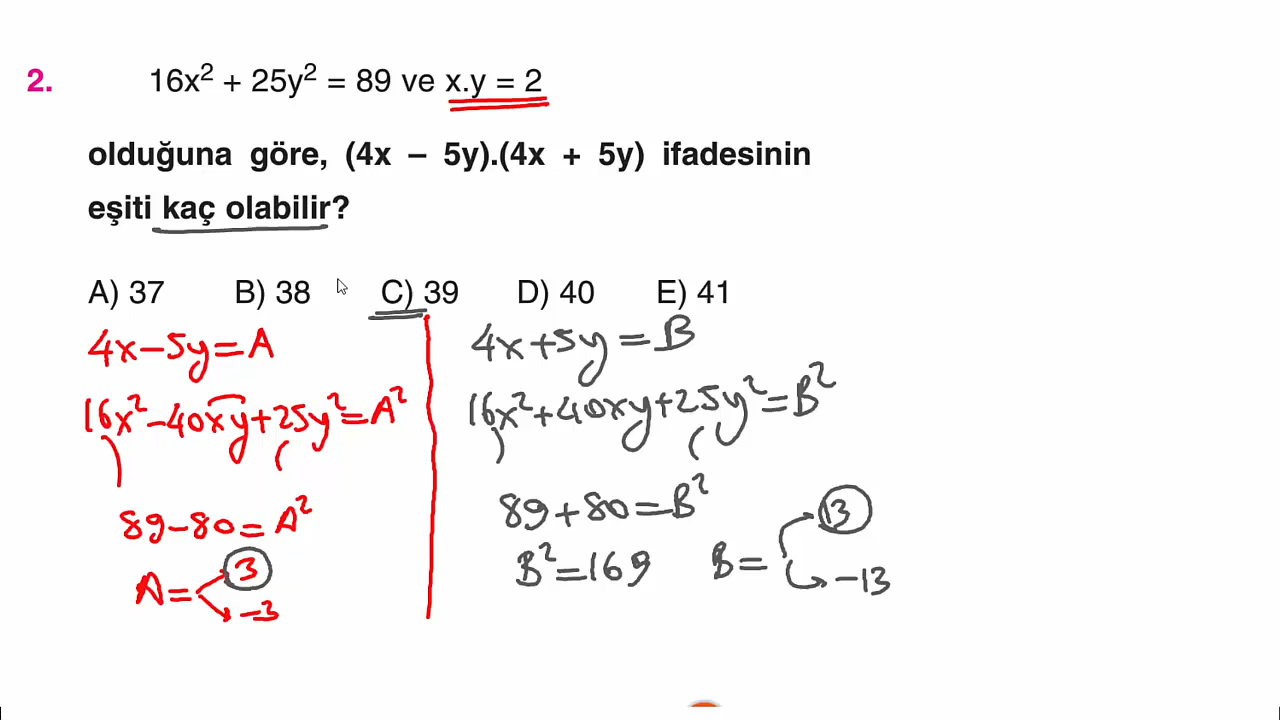 2. 16x² + 25y² = 89 ve x.y = 2
olduğuna göre, (4x – 5y).(4x + 5y) ifadesinin
eşiti kaç olabilir?
A) 37 B) 38 C) 39 D) 40 E) 41
4x-5y=A
16x²-40xy+25y²=A²
89-80=A²
A= 3
-3
4x+5y=B
16x²+40xy+25y²=B²
89+80=B²
B²=169 B= 13
-13